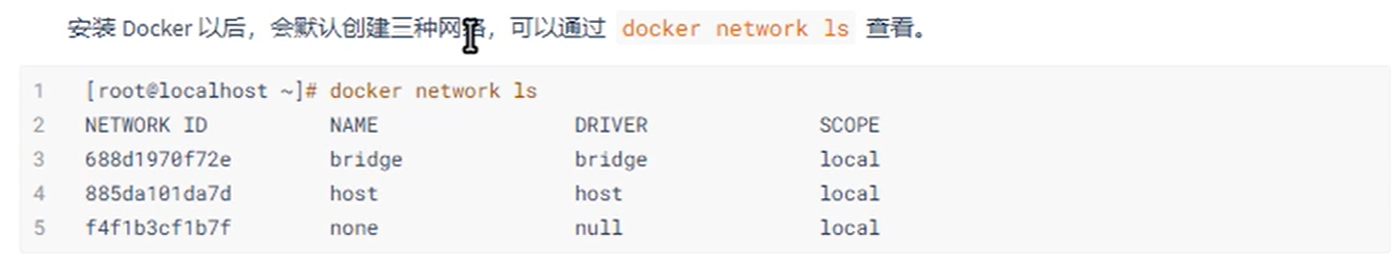 安装 Docker 以后，会默认创建三种网络，可以通过 docker network ls 查看。
1 [root@localhost ~]# docker network ls
2 NETWORK ID NAME DRIVER SCOPE
3 688d1970f72e bridge bridge local
4 885da101da7d host host local
5 f4f1b3cf1b7f none null local